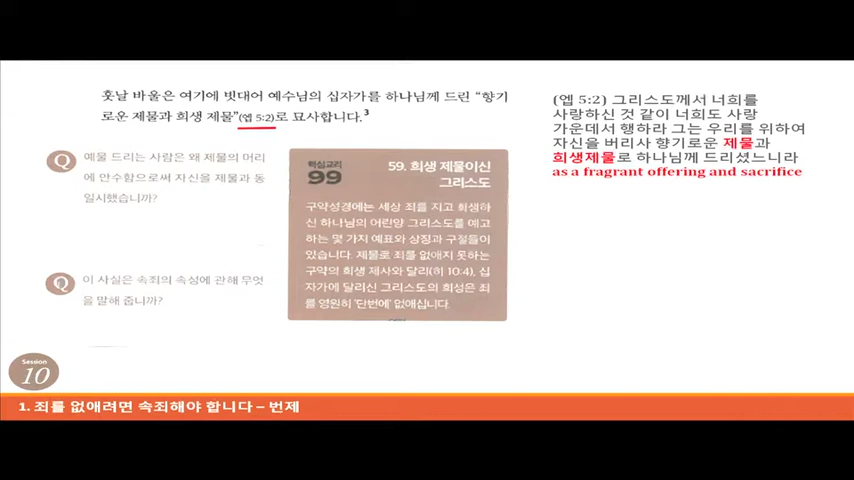 훗날 바울은 여기에 빗대어 예수님의 십자가를 하나님께 드린 “향기
로운 제물과 희생 제물”(엡 5:2)로 묘사합니다.3
Q 예물 드리는 사람은 왜 제물의 머리
에 안수함으로써 자신을 제물과 동
일시했습니까?
Q 이 사실은 속죄의 속성에 관해 무엇
을 말해 줍니까?
핵심교리
99
59. 희생 제물이신
그리스도
구약성경에는 세상 죄를 지고 희생하
신 하나님의 어린양 그리스도를 예고
하는 몇 가지 예표와 상징과 구절들이
있습니다. 제물로 죄를 없애지 못하는
구약의 희생 제사와 달리(히 10:4), 십
자가에 달리신 그리스도의 희생은 죄
를 영원히 ‘단번에’ 없애십니다.
(엡 5:2) 그리스도께서 너희를
사랑하신 것 같이 너희도 사랑
가운데서 행하라 그는 우리를 위하여
자신을 버리사 향기로운 제물과
희생제물로 하나님께 드리셨느니라
as a fragrant offering and sacrifice
Session
10
1. 죄를 없애려면 속죄해야 합니다 – 번제